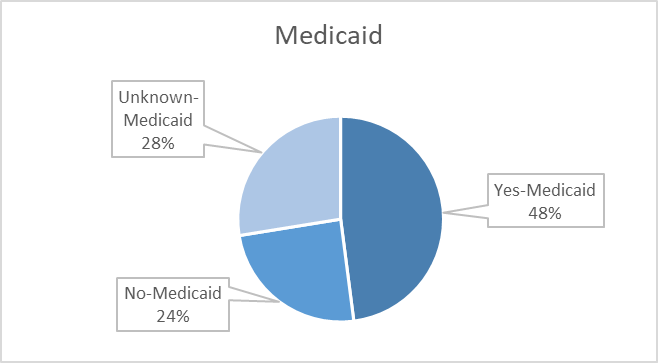 Medicaid
Unknown-
Medicaid
28%
Yes-Medicaid
48%
No-Medicaid
24%